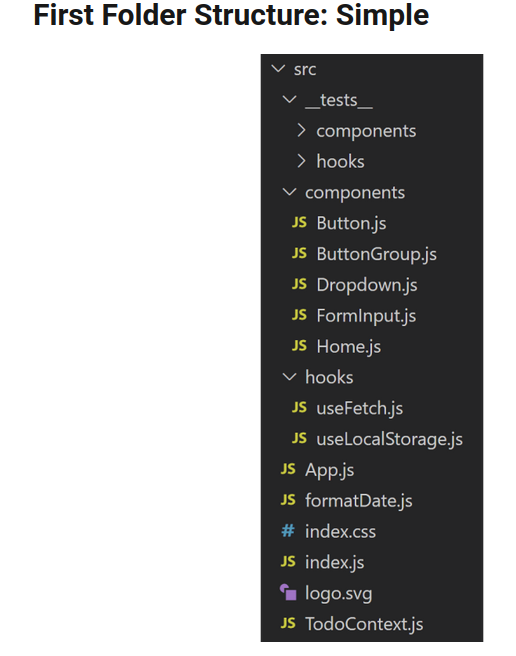 First Folder Structure: Simple
src
__tests__
components
hooks
components
JS Button.js
JS ButtonGroup.js
JS Dropdown.js
JS FormInput.js
JS Home.js
hooks
JS useFetch.js
JS useLocalStorage.js
JS App.js
JS formatDate.js
# index.css
JS index.js
logo.svg
JS TodoContext.js